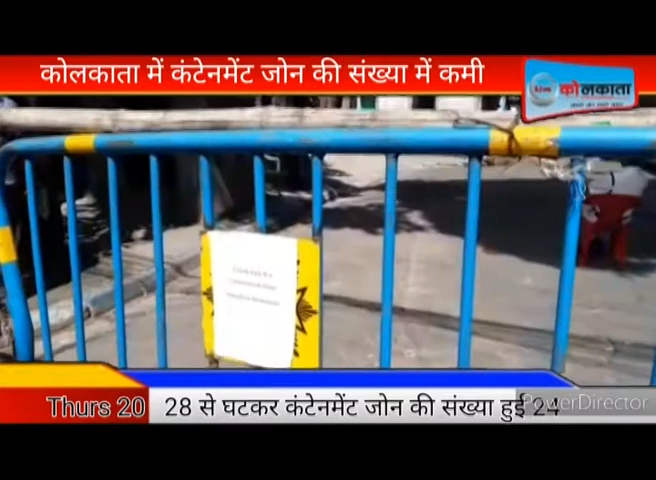 कोलकाता में कंटेनमेंट जोन की संख्या में कमी
कोलकाता
Thurs 20
28 से घटकर कंटेनमेंट जोन की संख्या हुई 24
PowerDirector